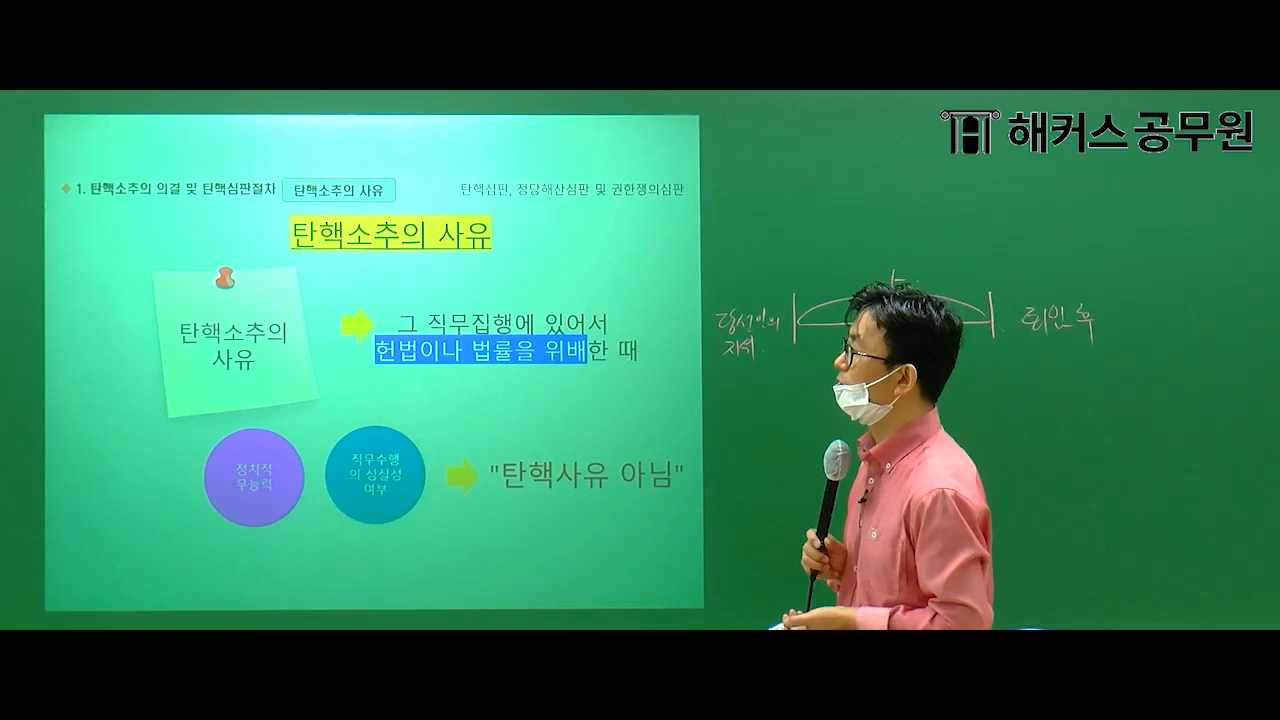 해커스 공무원
◆ 1. 탄핵소추의 의결 및 탄핵심판절차 탄핵소추의 사유 탄핵심판, 정당해산심판 및 권한쟁의심판
탄핵소추의 사유
탄핵소추의
사유
그 직무집행에 있어서
헌법이나 법률을 위배한 때
정치적
무능력
직무수행
의 성실성
여부
"탄핵사유 아님"
당선인의
지위
퇴임 후